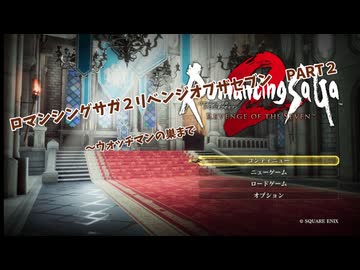 ロマンシングサガ２リベンジオブザセブン　PART２
Romancing SaGa
2
REVENGE OF THE SEVEN
～ウォッチマンの巣まで
コンティニュー
ニューゲーム
ロードゲーム
オプション
© SQUARE ENIX